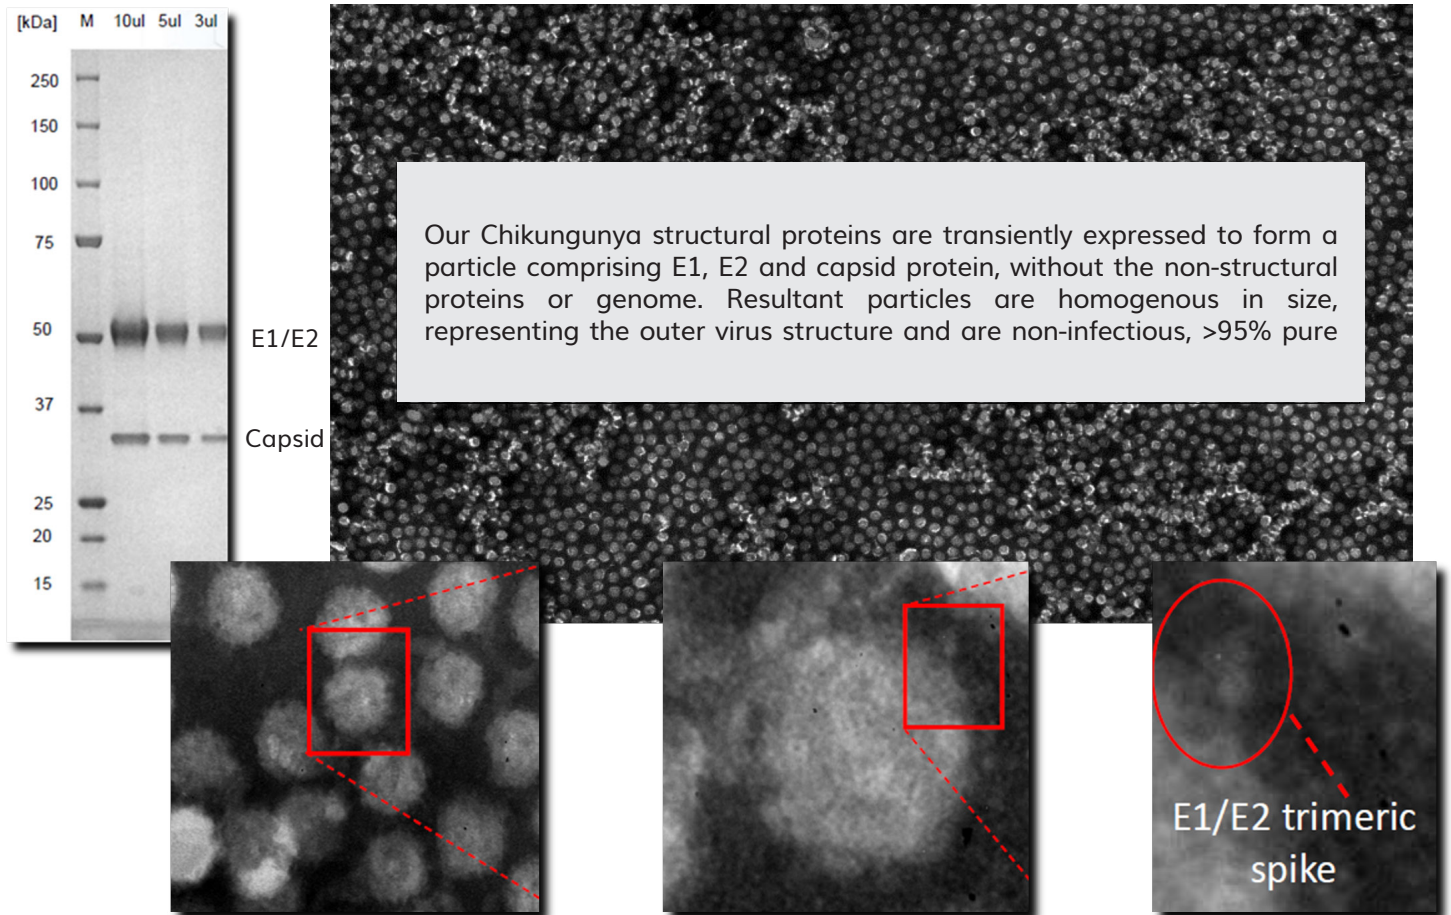 [kDa] M 10ul 5ul 3ul
250
150
100
75
50
37
25
20
15
E1/E2
Capsid
Our Chikungunya structural proteins are transiently expressed to form a
particle comprising E1, E2 and capsid protein, without the non-structural
proteins or genome. Resultant particles are homogenous in size,
representing the outer virus structure and are non-infectious, >95% pure
E1/E2 trimeric
spike